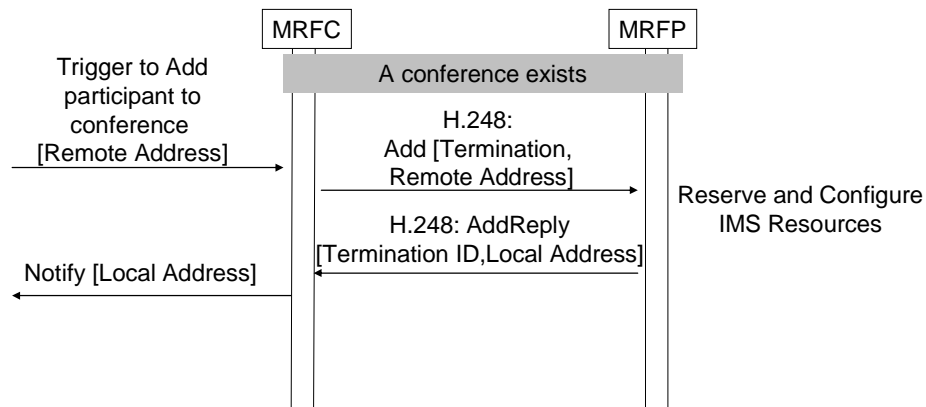 MRFC
MRFP
A conference exists
Trigger to Add
participant to
conference
[Remote Address]
H.248:
Add [Termination,
Remote Address]
Reserve and Configure
IMS Resources
H.248: AddReply
[Termination ID,Local Address]
Notify [Local Address]